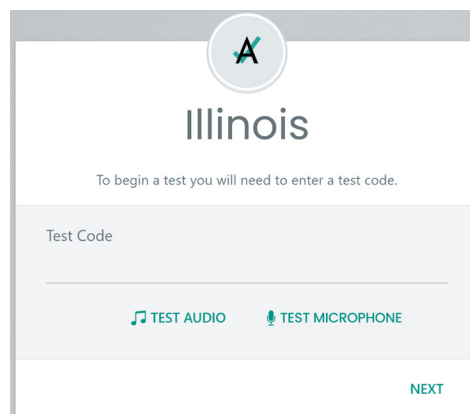 Illinois
To begin a test you will need to enter a test code.
Test Code
TEST AUDIO TEST MICROPHONE
NEXT